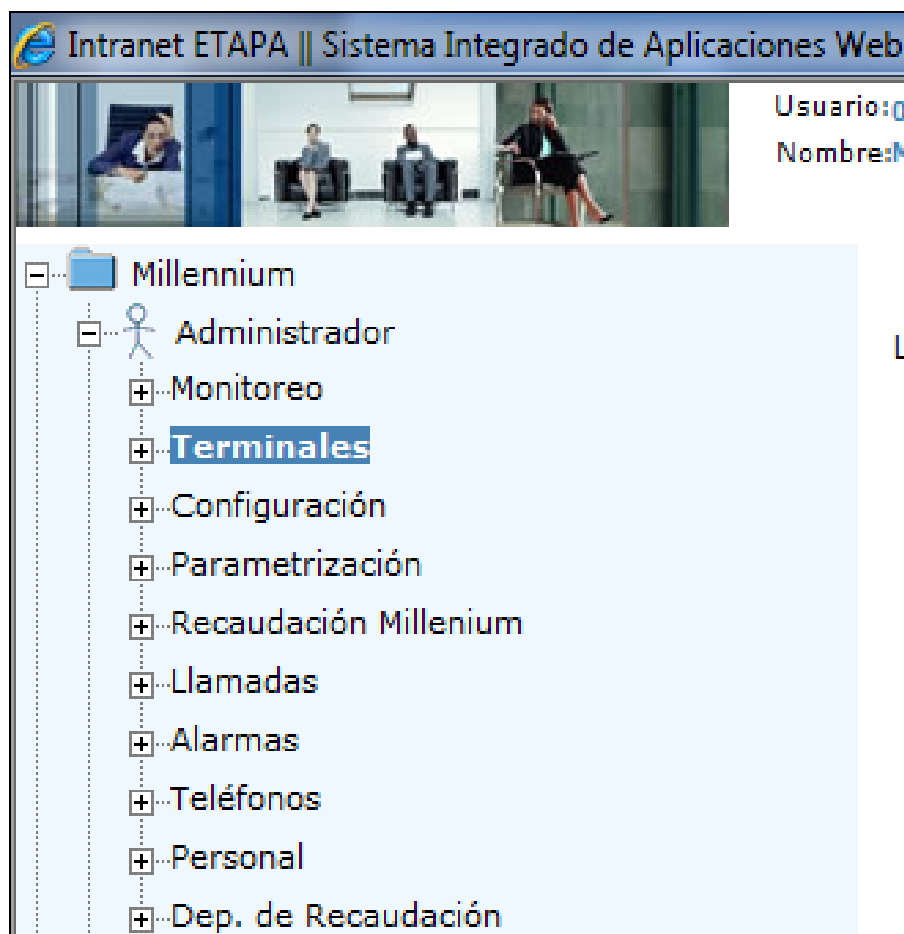 Intranet ETAPA || Sistema Integrado de Aplicaciones Web
Usuario:
Nombre:
Millennium
Administrador
Monitoreo
Terminales
Configuración
Parametrización
Recaudación Millenium
Llamadas
Alarmas
Teléfonos
Personal
Dep. de Recaudación